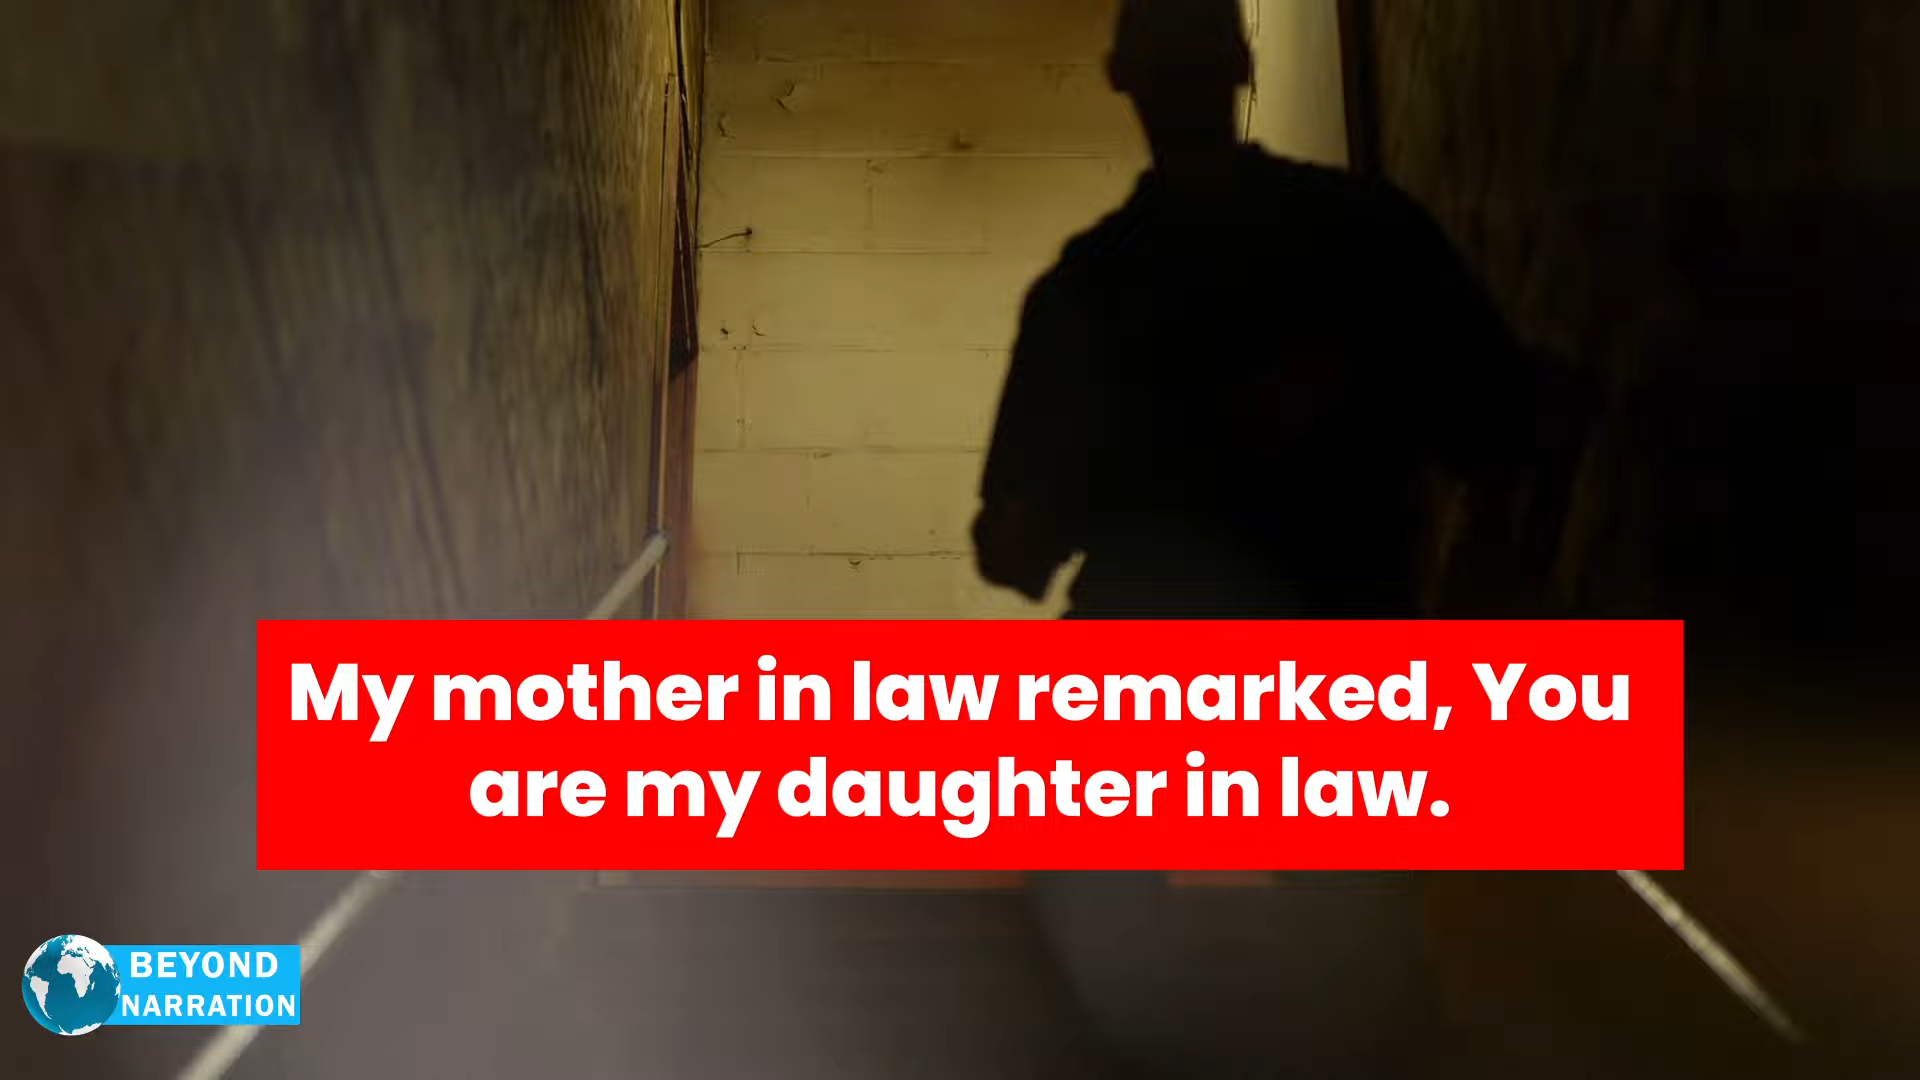 My mother in law remarked, You
are my daughter in law.
BEYOND
NARRATION